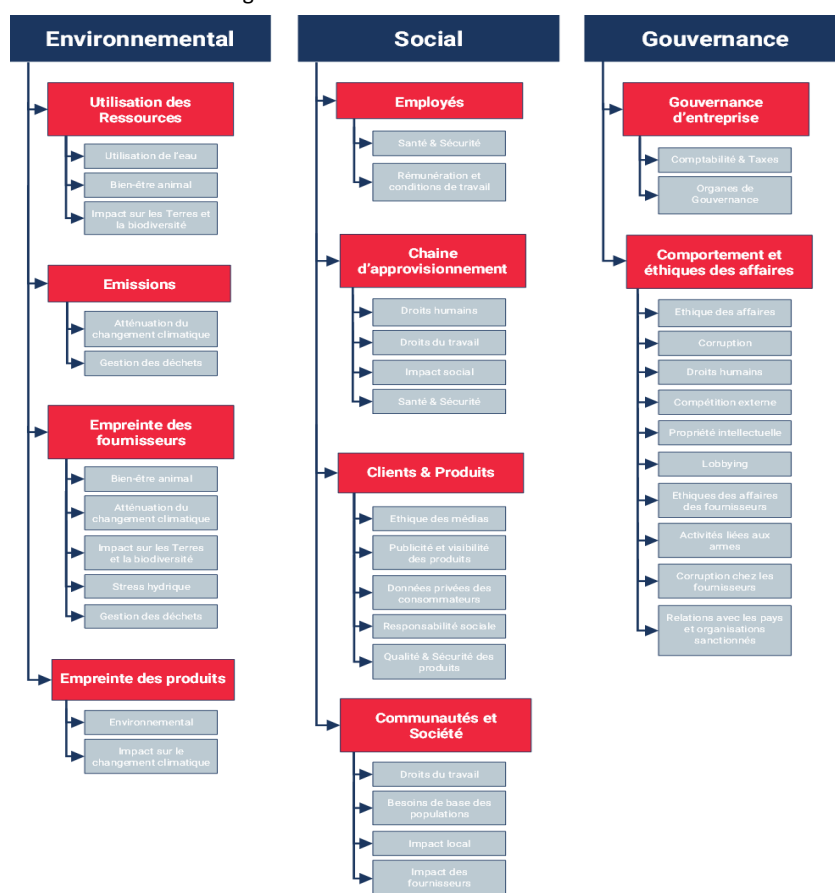 Environnemental
Utilisation des
Ressources
Utilisation de l'eau
Bien-être animal
Impact sur les Terres et
la biodiversité
Emissions
Atténuation du
changement climatique
Gestion des déchets
Empreinte des
fournisseurs
Bien-être animal
Atténuation du
changement climatique
Impact sur les Terres
et la biodiversité
Stress hydrique
Gestion des déchets
Empreinte des produits
Environnemental
Impact sur le
changement climatique
Social
Employés
Santé & Sécurité
Rémunération et
conditions de travail
Chaine
d'approvisionnement
Droits humains
Droits du travail
Impact social
Santé & Sécurité
Clients & Produits
Ethique des médias
Publicité et visibilité
des produits
Données privées des
consommateurs
Responsabilité sociale
Qualité & Sécurité des
produits
Communautés et
Société
Droits du travail
Besoins de base des
populations
Impact local
Impact des
fournisseurs
Gouvernance
Gouvernance
d'entreprise
Comptabilité & Taxes
Organes de
Gouvernance
Comportement et
éthiques des affaires
Ethique des affaires
Corruption
Droits humains
Compétition externe
Propriété intellectuelle
Lobbying
Ethiques des affaires
des fournisseurs
Activités liées aux
armes
Corruption chez les
fournisseurs
Relations avec les pays
et organisations
sanctionnés